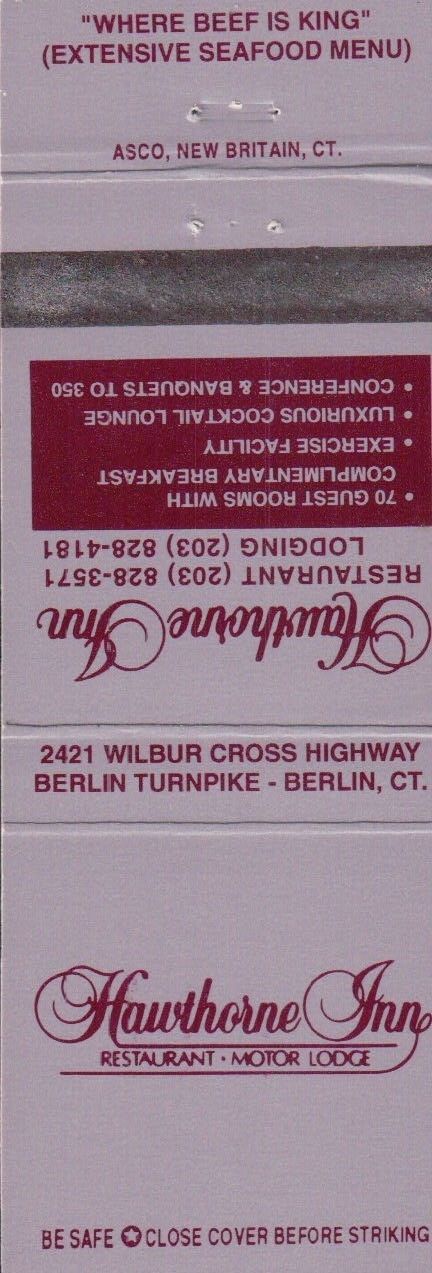 "WHERE BEEF IS KING"
(EXTENSIVE SEAFOOD MENU)
ASCO, NEW BRITAIN, CT.
Hawthorne Inn
RESTAURANT (203) 828-3571
LODGING (203) 828-4181
• 70 GUEST ROOMS WITH
COMPLIMENTARY BREAKFAST
• EXERCISE FACILITY
• LUXURIOUS COCKTAIL LOUNGE
• CONFERENCE & BANQUETS TO 350
2421 WILBUR CROSS HIGHWAY
BERLIN TURNPIKE - BERLIN, CT.
Hawthorne Inn
RESTAURANT · MOTOR LODGE
BE SAFE ✪ CLOSE COVER BEFORE STRIKING